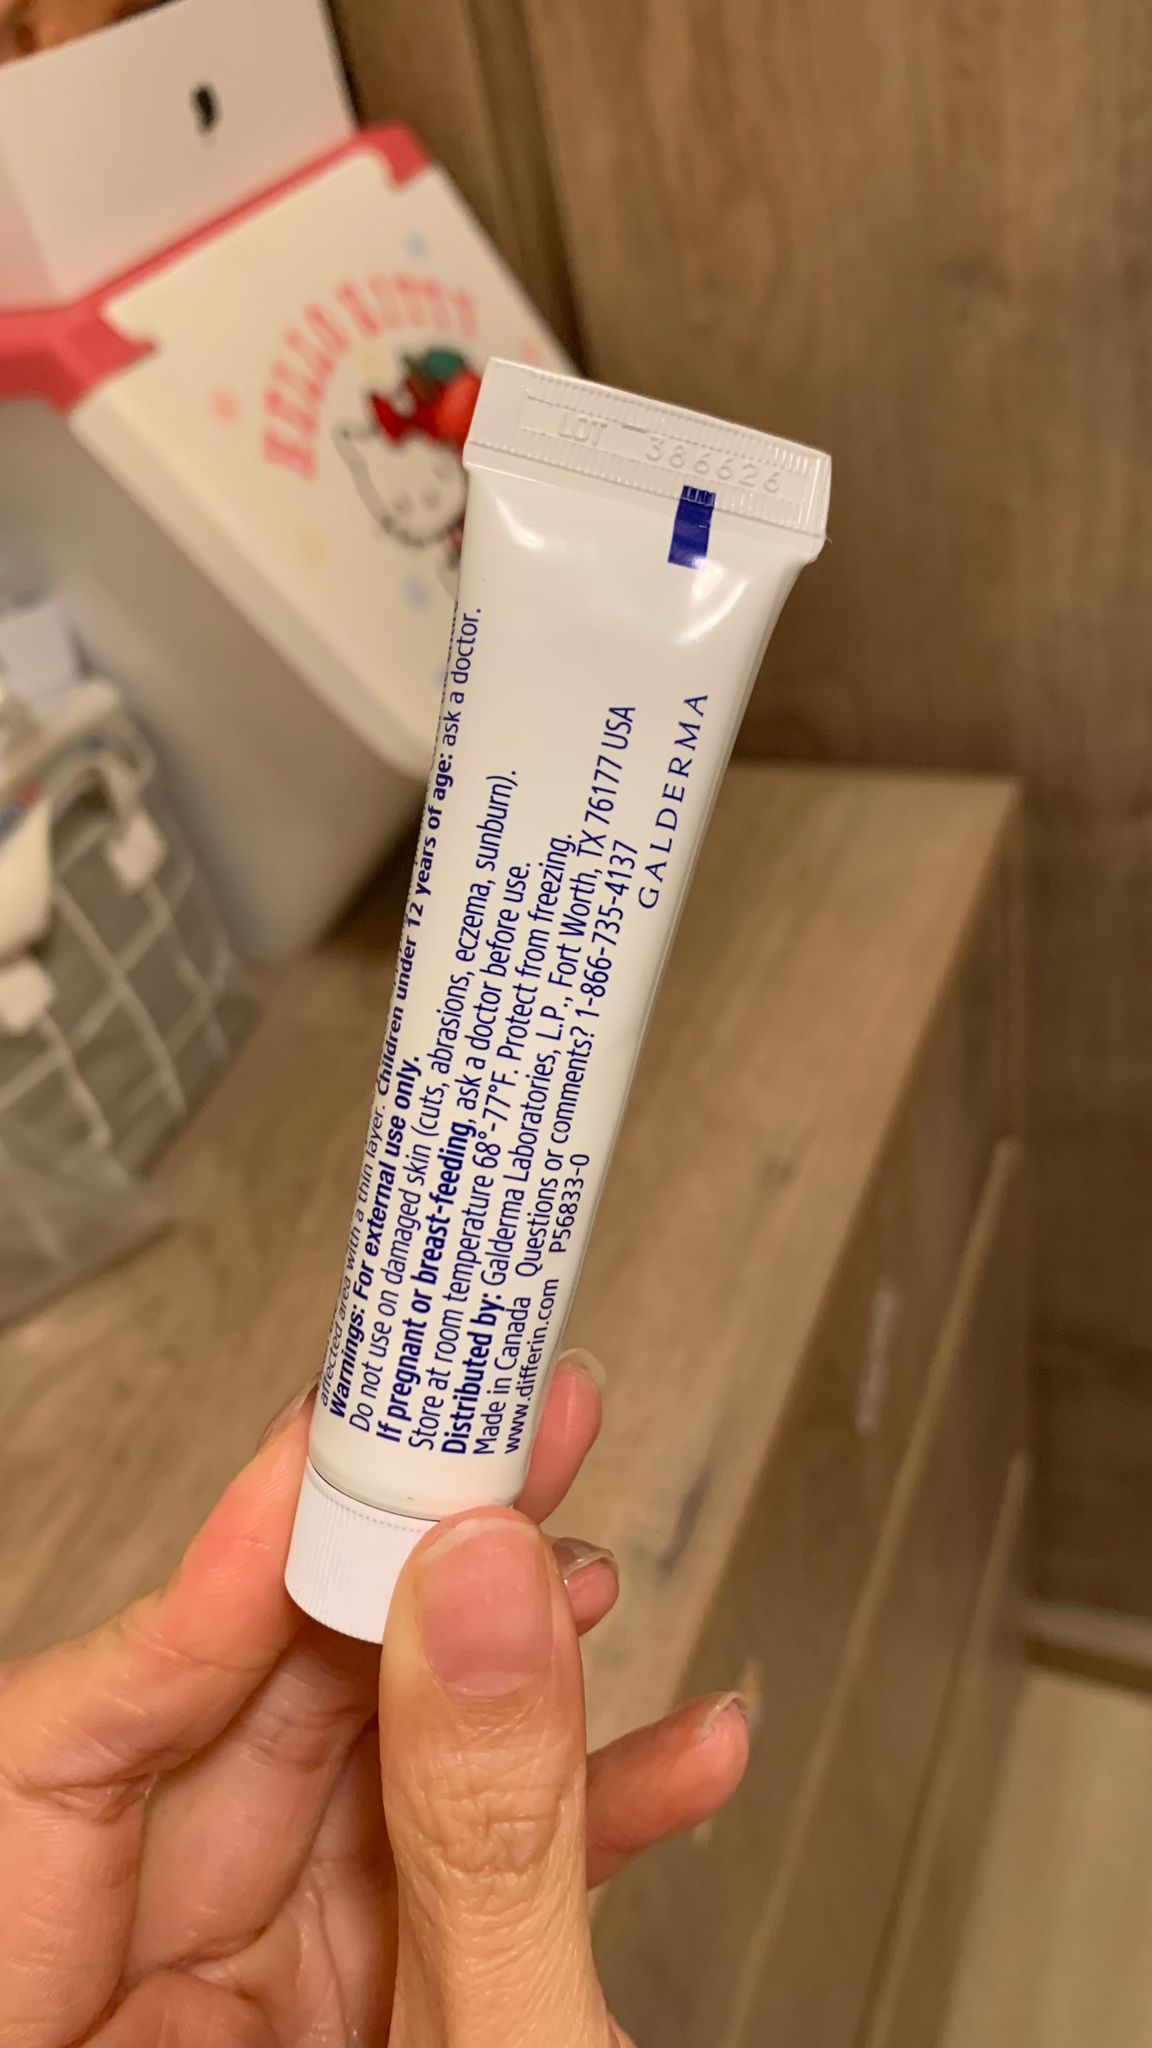 HELLO KITTY
LOT 386626
affected area with a thin layer. Children under 12 years of age: ask a doctor.
Warnings: For external use only.
Do not use on damaged skin (cuts, abrasions, eczema, sunburn).
If pregnant or breast-feeding, ask a doctor before use.
Store at room temperature 68°-77°F. Protect from freezing.
Distributed by: Galderma Laboratories, L.P., Fort Worth, TX 76177 USA
Made in Canada Questions or comments? 1-866-735-4137
www.differin.com P56833-0
GALDERMA